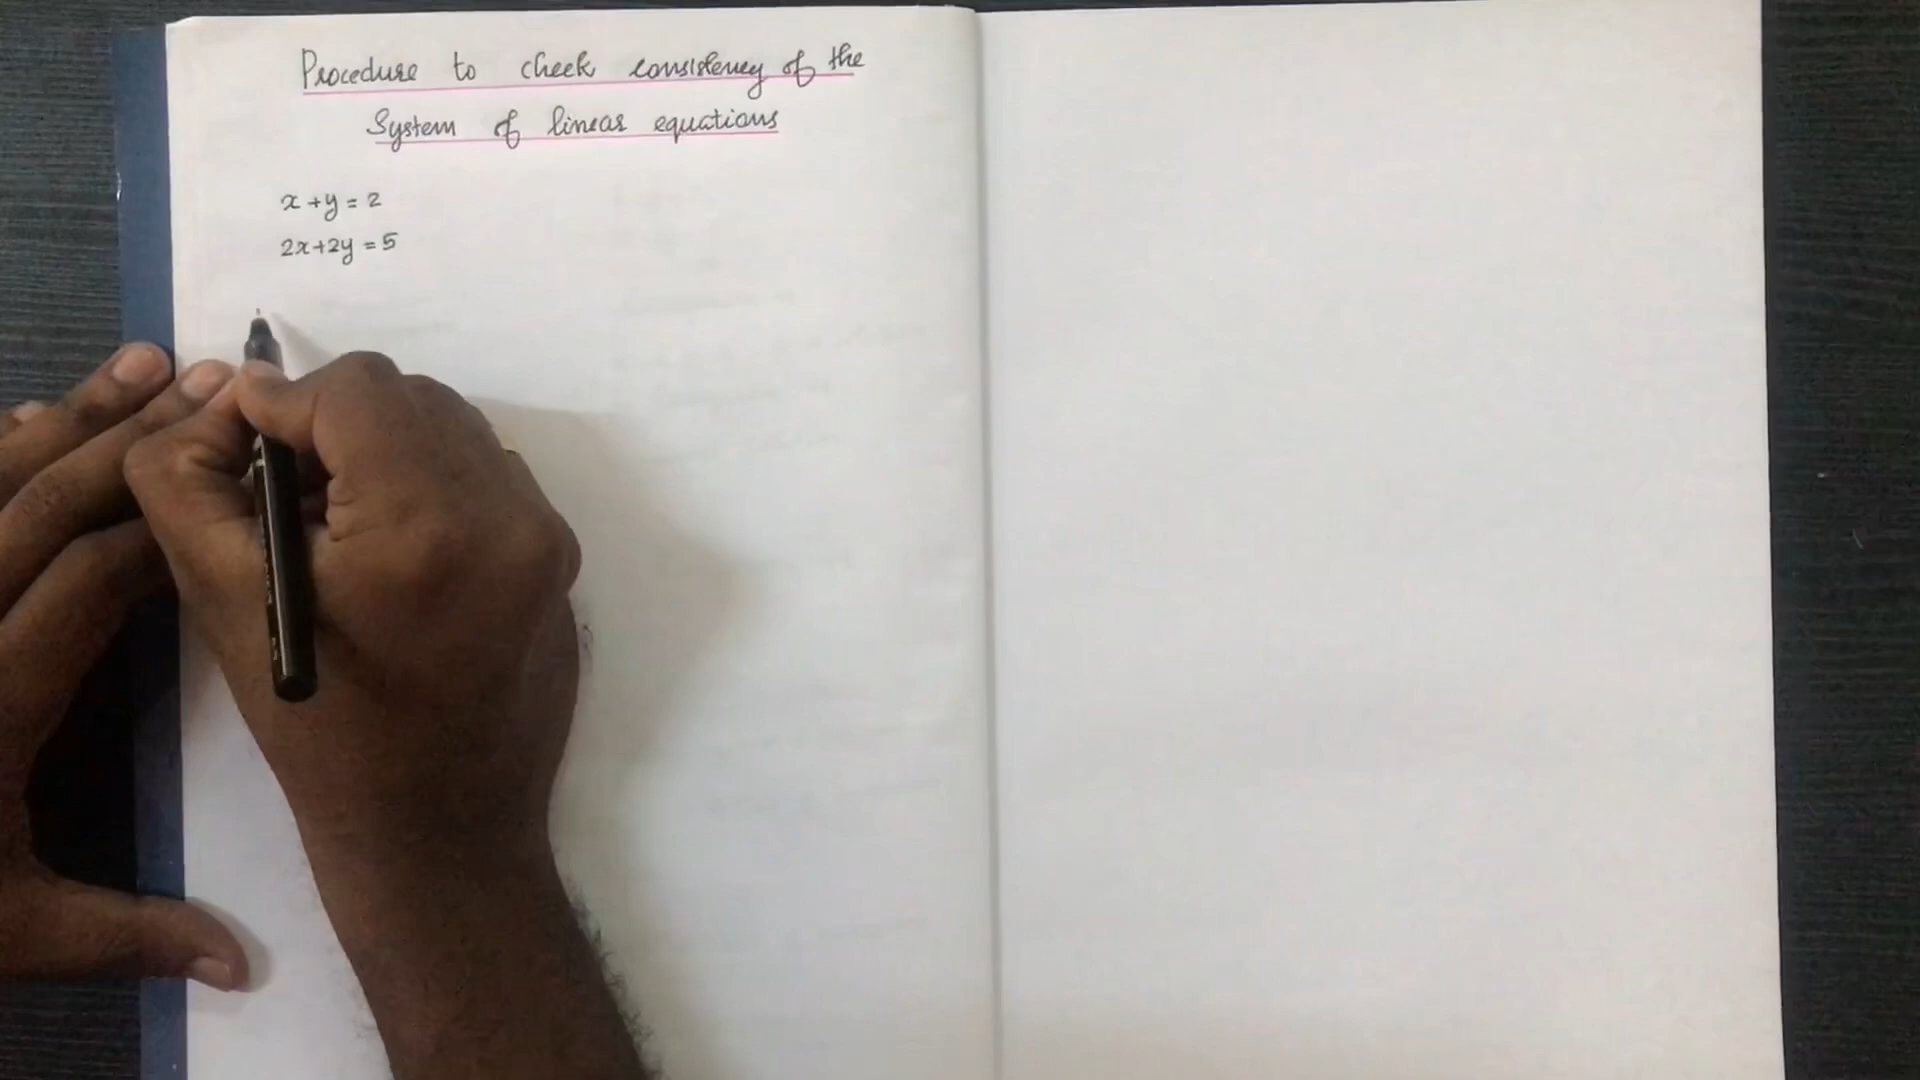 Procedure to check consistency of the
System of linear equations
x + y = 2
2x+2y = 5